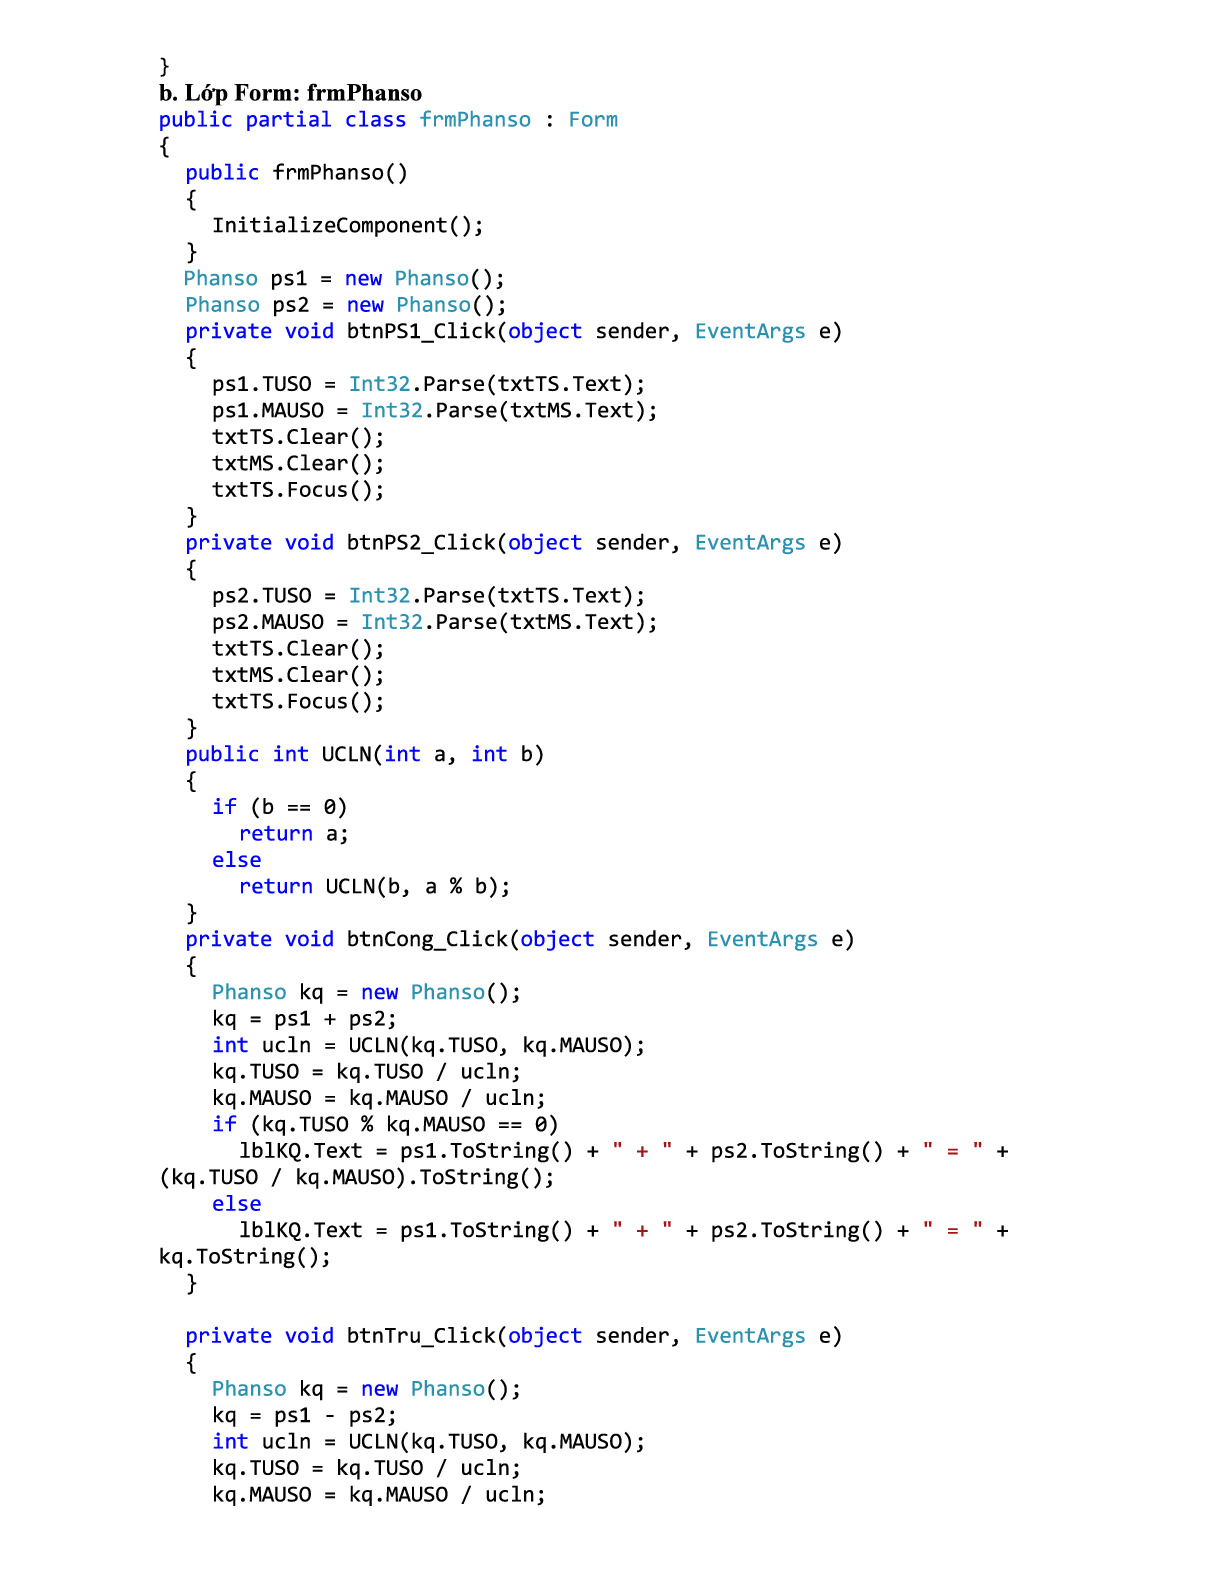 }
b. Lớp Form: frmPhanso
public partial class frmPhanso : Form
{
public frmPhanso()
{
InitializeComponent();
}
Phanso ps1 = new Phanso();
Phanso ps2 = new Phanso();
private void btnPS1_Click(object sender, EventArgs e)
{
ps1.TUSO = Int32.Parse(txtTS.Text);
ps1.MAUSO = Int32.Parse(txtMS.Text);
txtTS.Clear();
txtMS.Clear();
txtTS.Focus();
}
private void btnPS2_Click(object sender, EventArgs e)
{
ps2.TUSO = Int32.Parse(txtTS.Text);
ps2.MAUSO = Int32.Parse(txtMS.Text);
txtTS.Clear();
txtMS.Clear();
txtTS.Focus();
}
public int UCLN(int a, int b)
{
if (b == 0)
return a;
else
return UCLN(b, a % b);
}
private void btnCong_Click(object sender, EventArgs e)
{
Phanso kq = new Phanso();
kq = ps1 + ps2;
int ucln = UCLN(kq.TUSO, kq.MAUSO);
kq.TUSO = kq.TUSO / ucln;
kq.MAUSO = kq.MAUSO / ucln;
if (kq.TUSO % kq.MAUSO == 0)
lblKQ.Text = ps1.ToString() + " + " + ps2.ToString() + " = " +
(kq.TUSO / kq.MAUSO).ToString();
else
lblKQ.Text = ps1.ToString() + " + " + ps2.ToString() + " = " +
kq.ToString();
}
private void btnTru_Click(object sender, EventArgs e)
{
Phanso kq = new Phanso();
kq = ps1 - ps2;
int ucln = UCLN(kq.TUSO, kq.MAUSO);
kq.TUSO = kq.TUSO / ucln;
kq.MAUSO = kq.MAUSO / ucln;